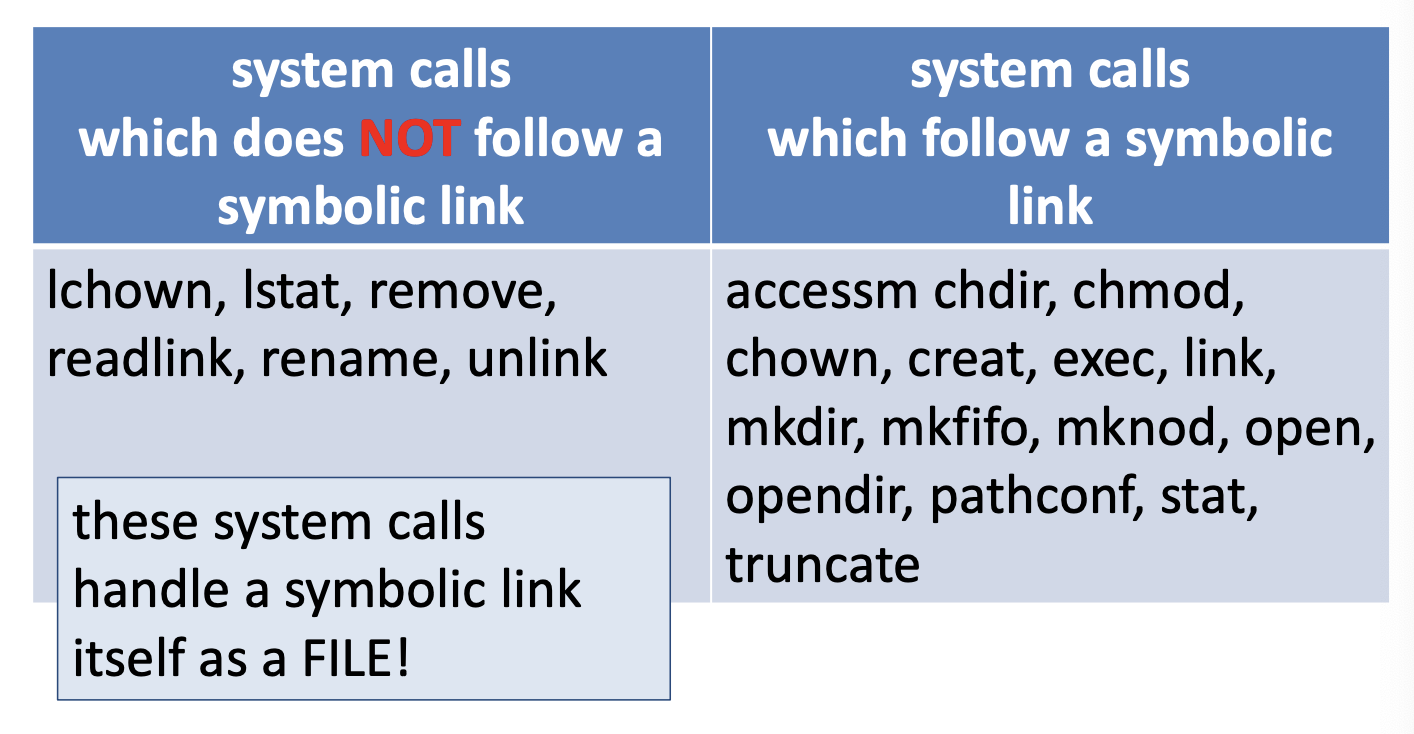 system calls
which does NOT follow a
symbolic link
system calls
which follow a symbolic
link
lchown, lstat, remove,
readlink, rename, unlink
these system calls
handle a symbolic link
itself as a FILE!
accessm chdir, chmod,
chown, creat, exec, link,
mkdir, mkfifo, mknod, open,
opendir, pathconf, stat,
truncate